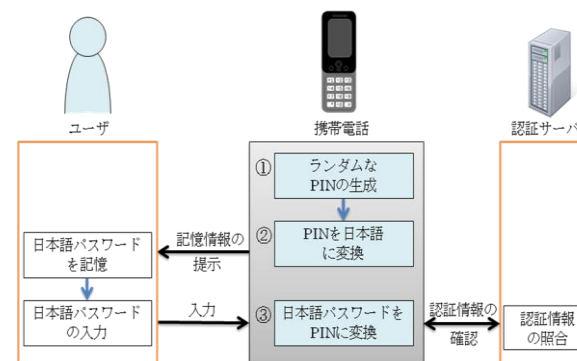 ユーザ
携帯電話
認証サーバ
① ランダムな
PINの生成
② PINを日本語
に変換
記憶情報の
提示
日本語パスワード
を記憶
日本語パスワード
の入力
入力
③ 日本語パスワードを
PINに変換
認証情報の
確認
認証情報
の照合